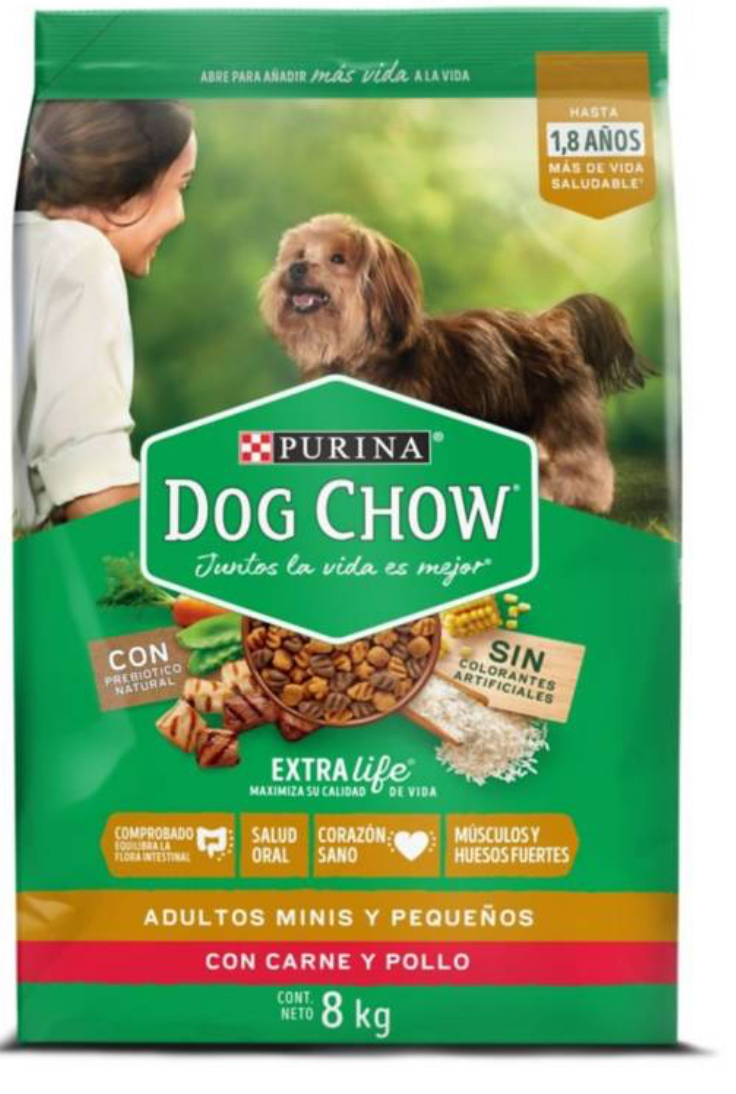 ABRE PARA AÑADIR más vida A LA VIDA
HASTA
1,8 AÑOS
MÁS DE VIDA
SALUDABLE¹
PURINA®
DOG CHOW®
Juntos la vida es mejor®
CON
PREBIÓTICO
NATURAL
SIN
COLORANTES
ARTIFICIALES
EXTRA life®
MAXIMIZA SU CALIDAD DE VIDA
COMPROBADO
EQUILIBRA LA
FLORA INTESTINAL
SALUD
ORAL
CORAZÓN
SANO
MÚSCULOS Y
HUESOS FUERTES
ADULTOS MINIS Y PEQUEÑOS
CON CARNE Y POLLO
CONT.
NETO 8 kg